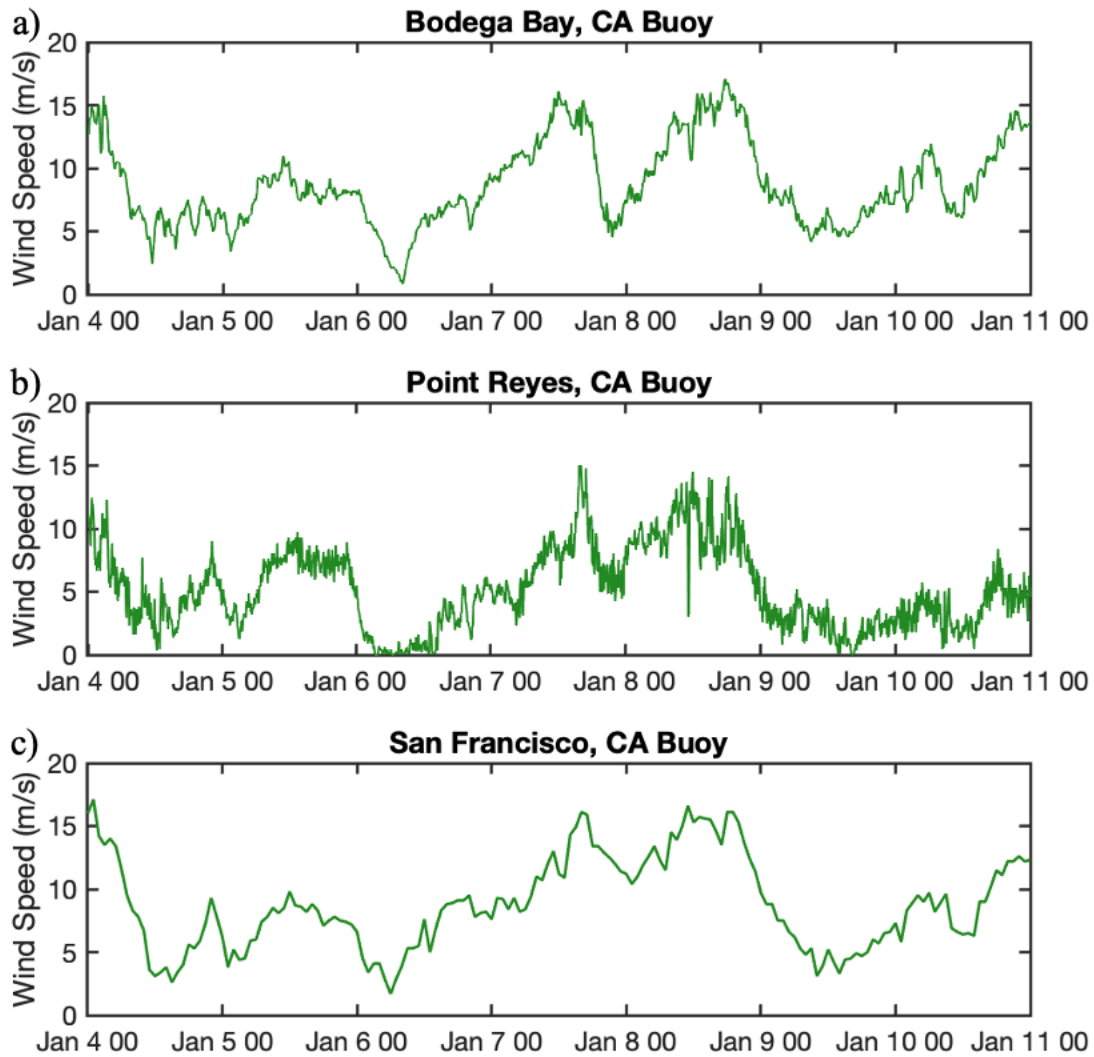 a)
Bodega Bay, CA Buoy
Wind Speed (m/s)
20
15
10
5
0
Jan 4 00 Jan 5 00 Jan 6 00 Jan 7 00 Jan 8 00 Jan 9 00 Jan 10 00 Jan 11 00
b)
Point Reyes, CA Buoy
Wind Speed (m/s)
20
15
10
5
0
Jan 4 00 Jan 5 00 Jan 6 00 Jan 7 00 Jan 8 00 Jan 9 00 Jan 10 00 Jan 11 00
c)
San Francisco, CA Buoy
Wind Speed (m/s)
20
15
10
5
0
Jan 4 00 Jan 5 00 Jan 6 00 Jan 7 00 Jan 8 00 Jan 9 00 Jan 10 00 Jan 11 00